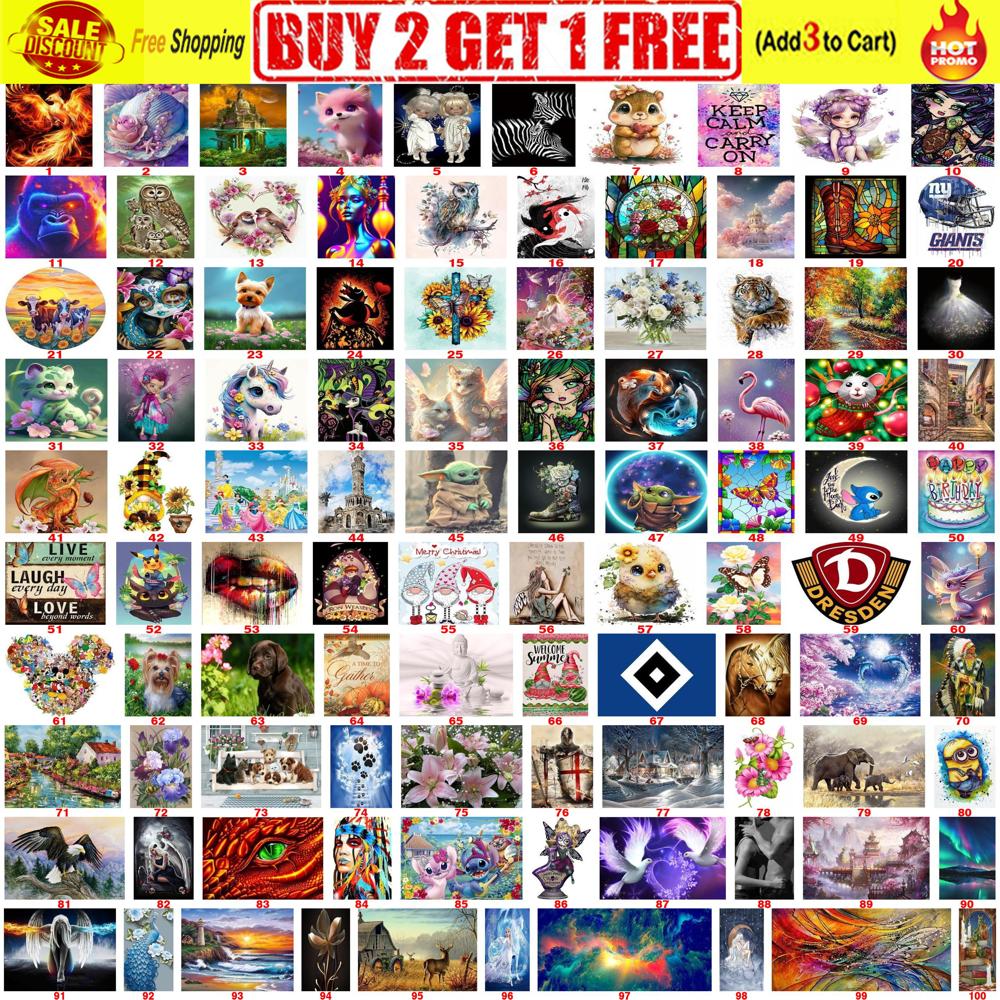 SALE
DISCOUNT
Free Shopping
BUY 2 GET 1 FREE
(Add 3 to Cart)
HOT
PROMO
KEEP
CALM
and
CARRY
ON
1 2 3 4 5 6 7 8 9 10
ny
GIANTS
11 12 13 14 15 16 17 18 19 20
21 22 23 24 25 26 27 28 29 30
31 32 33 34 35 36 37 38 39 40
HAPPY
BIRTHDAY
41 42 43 44 45 46 47 48 49 50
LIVE
every moment
LAUGH
every day
LOVE
beyond words
Merry Christmas!
D
DRESDEN
51 52 53 54 55 56 57 58 59 60
A TIME TO
Gather
WELCOME
Summer
61 62 63 64 65 66 67 68 69 70
71 72 73 74 75 76 77 78 79 80
81 82 83 84 85 86 87 88 89 90
91 92 93 94 95 96 97 98 99 100